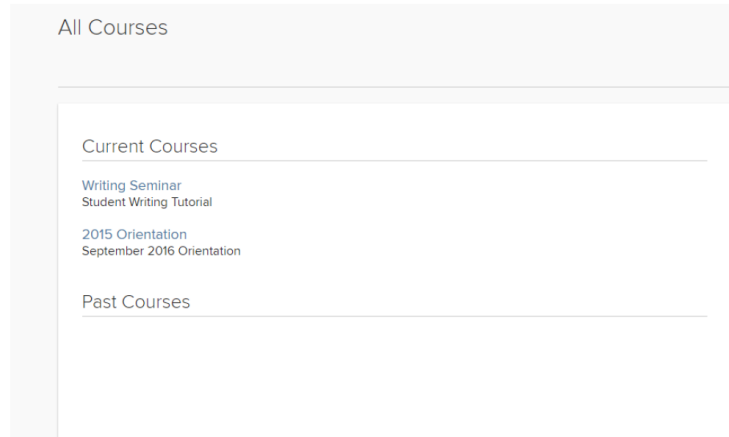 All Courses
Current Courses
Writing Seminar
Student Writing Tutorial
2015 Orientation
September 2016 Orientation
Past Courses